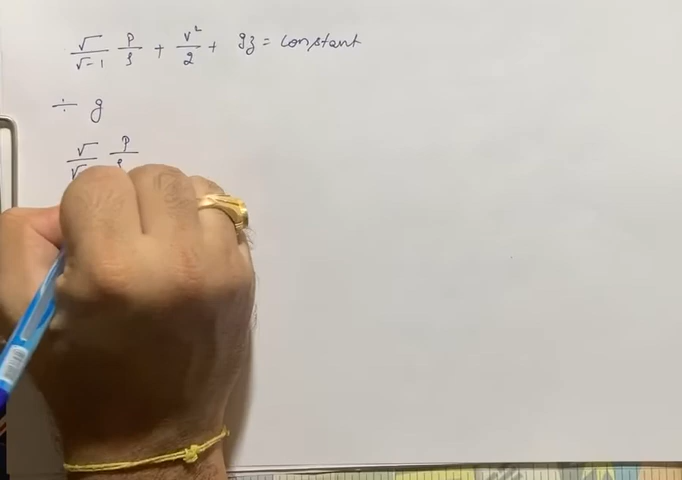 γ/γ-1 P/ρ + v²/2 + gz = constant
÷ g
γ/γ P/ρ